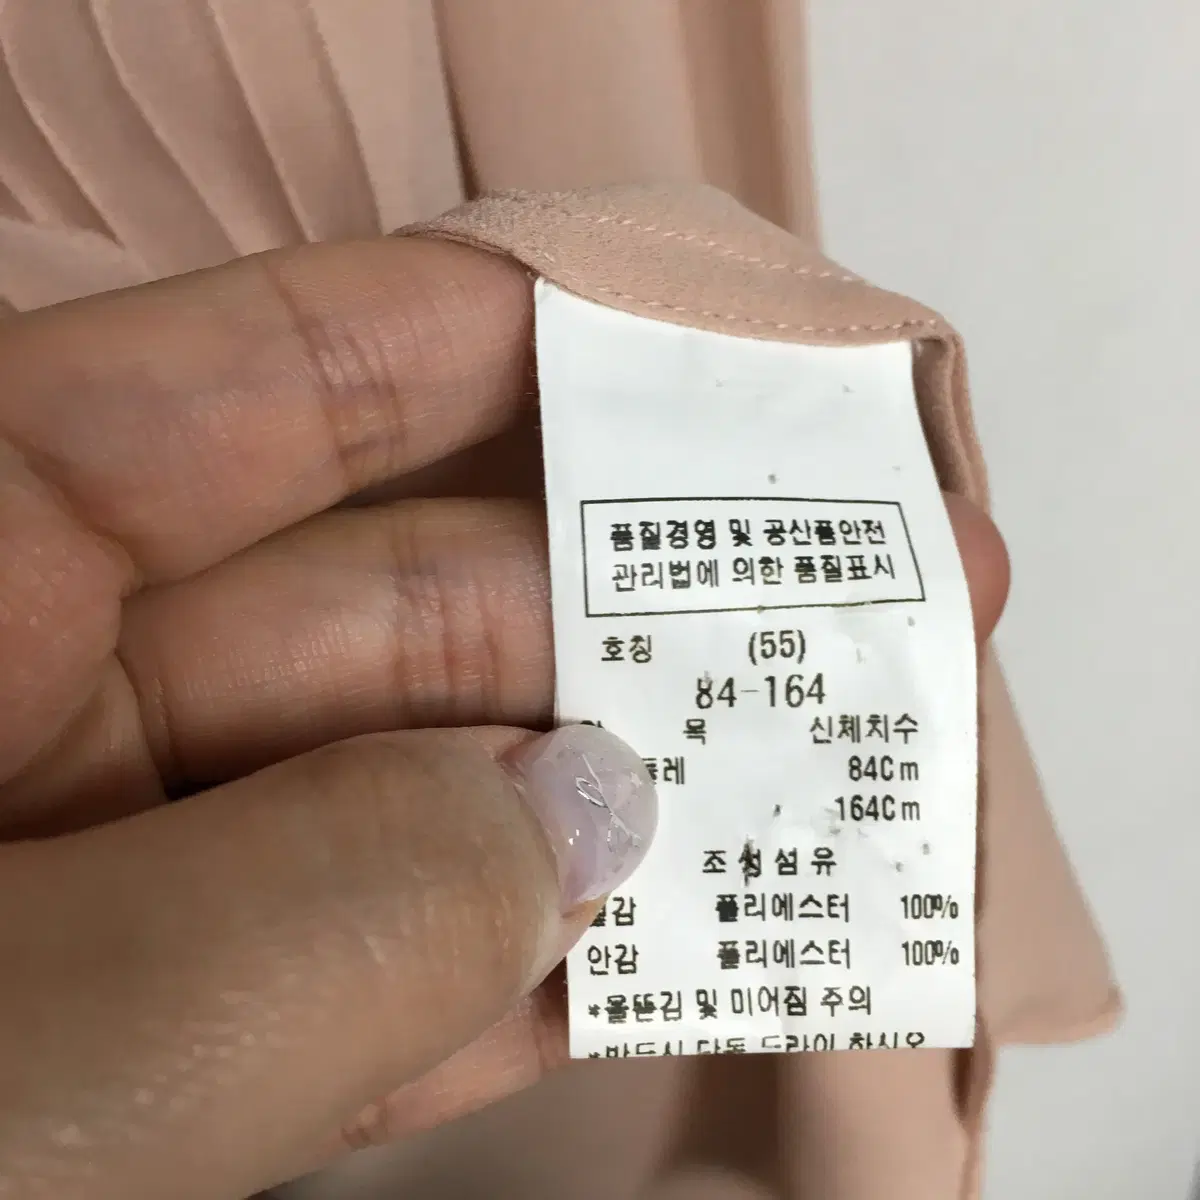 품질경영 및 공산품안전
관리법에 의한 품질표시
호칭 (55)
84-164
목 신체치수
84Cm
164Cm
조성섬유
폴리에스터 100%
안감 폴리에스터 100%
*올뜯김 및 미어짐 주의